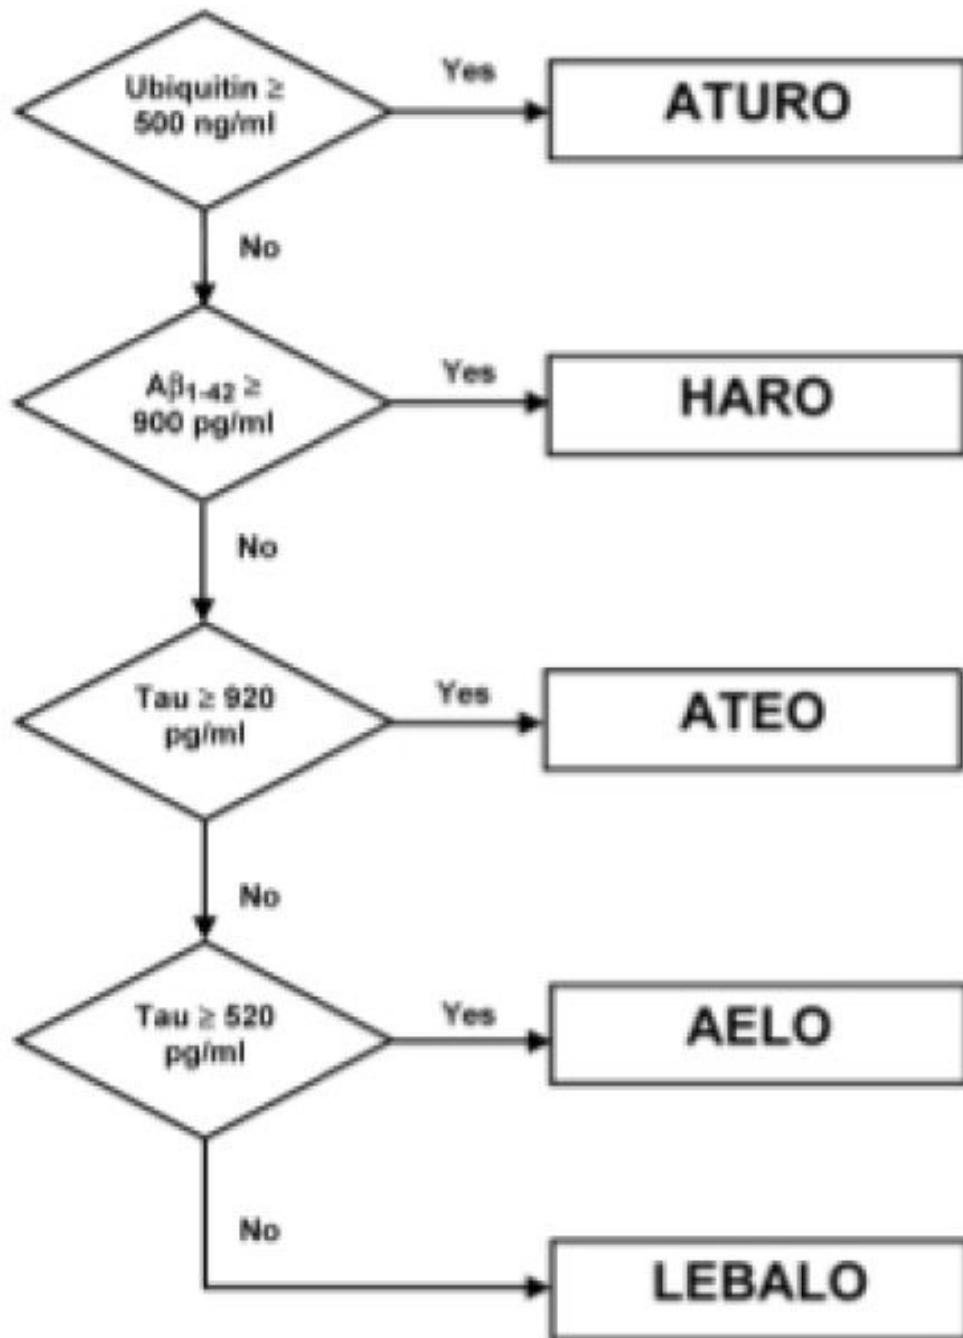 Ubiquitin ≥
500 ng/ml
Yes
ATURO
No
Aβ₁₋₄₂ ≥
900 pg/ml
Yes
HARO
No
Tau ≥ 920
pg/ml
Yes
ATEO
No
Tau ≥ 520
pg/ml
Yes
AELO
No
LEBALO